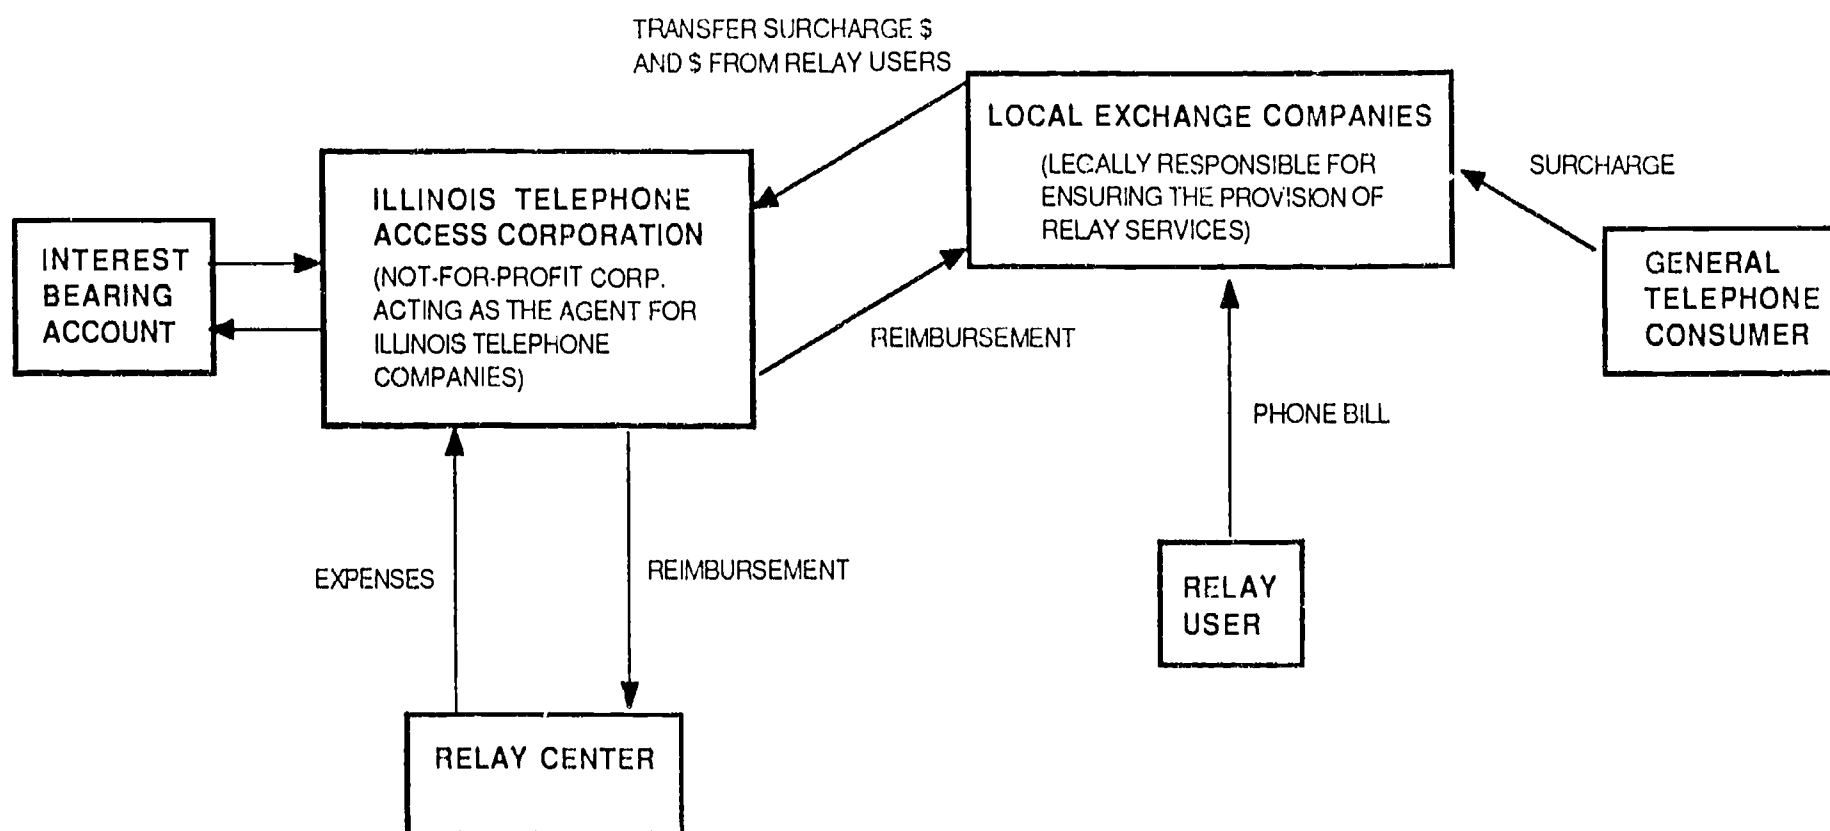 TRANSFER SURCHARGE $
AND $ FROM RELAY USERS
LOCAL EXCHANGE COMPANIES
(LEGALLY RESPONSIBLE FOR
ENSURING THE PROVISION OF
RELAY SERVICES)
SURCHARGE
ILLINOIS TELEPHONE
ACCESS CORPORATION
(NOT-FOR-PROFIT CORP.
ACTING AS THE AGENT FOR
ILLINOIS TELEPHONE
COMPANIES)
INTEREST
BEARING
ACCOUNT
GENERAL
TELEPHONE
CONSUMER
REIMBURSEMENT
PHONE BILL
EXPENSES
REIMBURSEMENT
RELAY
USER
RELAY CENTER